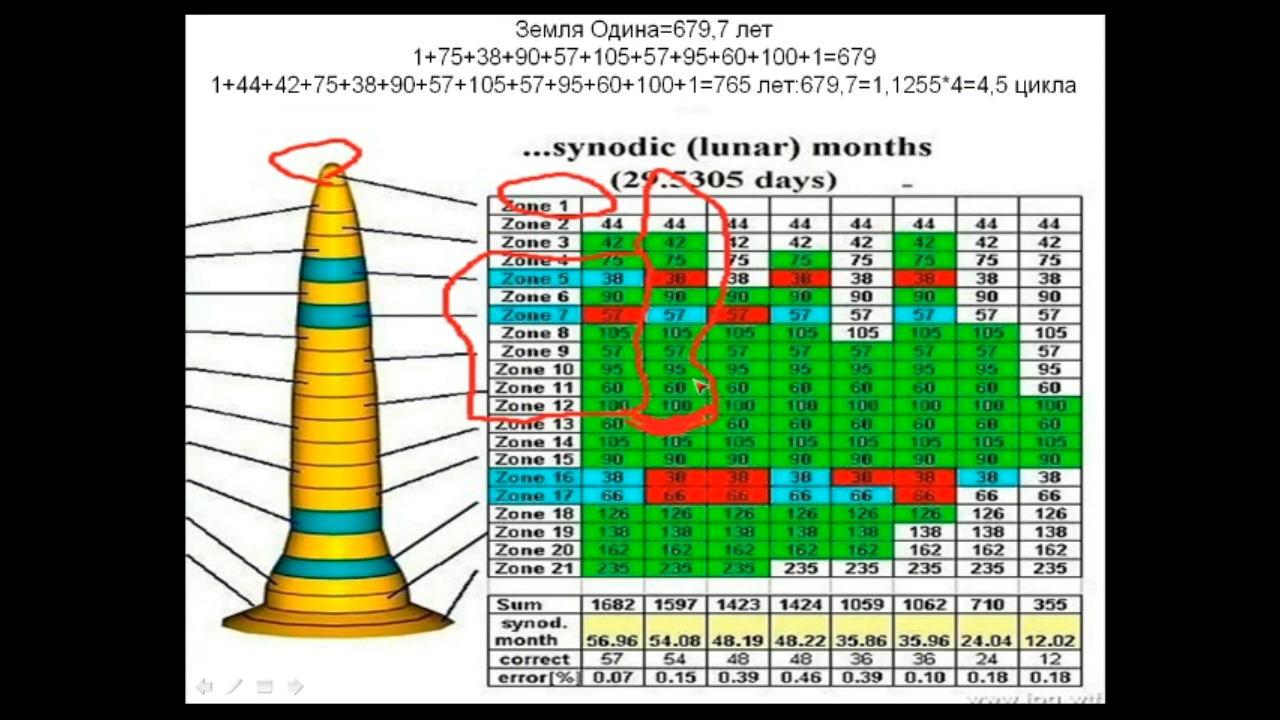 Земля Одина=679,7 лет
1+75+38+90+57+105+57+95+60+100+1=679
1+44+42+75+38+90+57+105+57+95+60+100+1=765 лет:679,7=1,1255*4=4,5 цикла
...synodic (lunar) months
(29.5305 days)
Zone 1
Zone 2 44 44 44 44 44 44 44 44
Zone 3 42 42 42 42 42 42 42 42
Zone 4 75 75 75 75 75 75 75 75
Zone 5 38 38 38 38 38 38 38 38
Zone 6 90 90 90 90 90 90 90 90
Zone 7 57 57 57 57 57 57 57 57
Zone 8 105 105 105 105 105 105 105 105
Zone 9 57 57 57 57 57 57 57 57
Zone 10 95 95 95 95 95 95 95 95
Zone 11 60 60 60 60 60 60 60 60
Zone 12 100 100 100 100 100 100 100 100
Zone 13 60 60 60 60 60 60 60
Zone 14 105 105 105 105 105 105 105 105
Zone 15 90 90 90 90 90 90 90 90
Zone 16 38 38 38 38 38 38 38 38
Zone 17 66 66 66 66 66 66 66 66
Zone 18 126 126 126 126 126 126 126 126
Zone 19 138 138 138 138 138 138 138 138
Zone 20 162 162 162 162 162 162 162 162
Zone 21 235 235 235 235 235 235 235 235
Sum 1682 1597 1423 1424 1059 1062 710 355
synod.
month 56.96 54.08 48.19 48.22 35.86 35.96 24.04 12.02
correct 57 54 48 48 36 36 24 12
error[%] 0.07 0.15 0.39 0.46 0.39 0.10 0.18 0.18